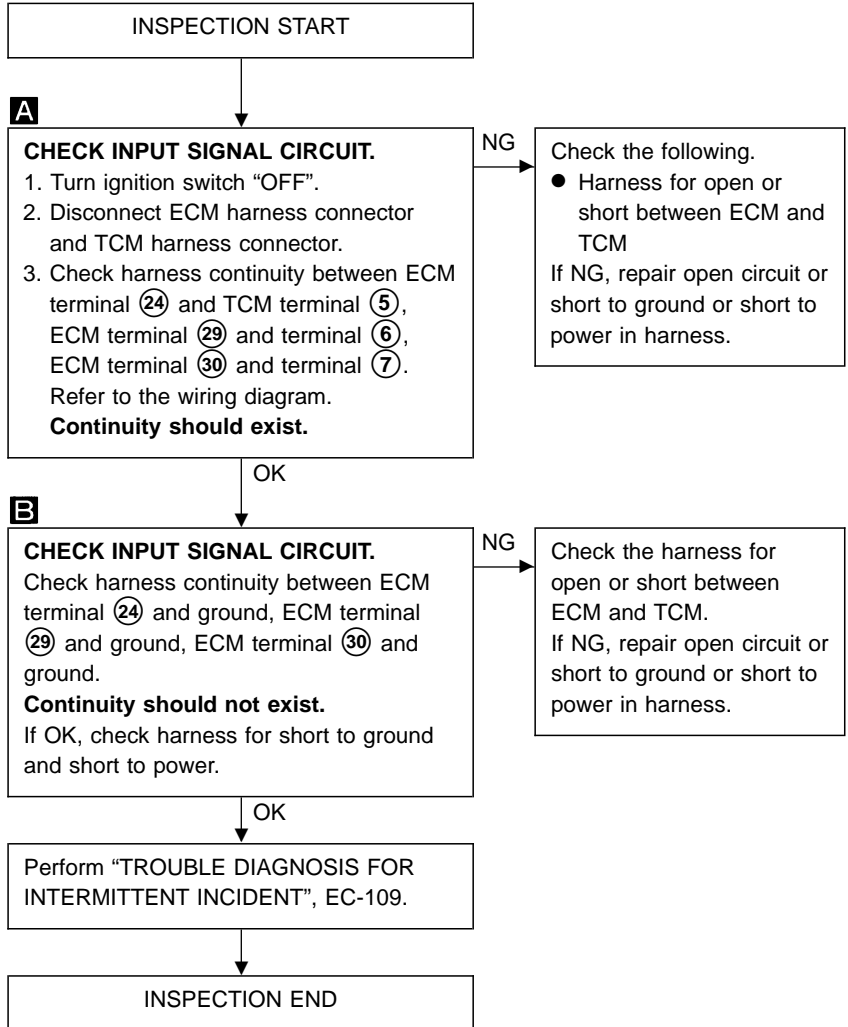 INSPECTION START
A
CHECK INPUT SIGNAL CIRCUIT.
1. Turn ignition switch “OFF”.
2. Disconnect ECM harness connector
and TCM harness connector.
3. Check harness continuity between ECM
terminal 24 and TCM terminal 5,
ECM terminal 29 and terminal 6,
ECM terminal 30 and terminal 7.
Refer to the wiring diagram.
Continuity should exist.
NG
Check the following.
● Harness for open or
short between ECM and
TCM
If NG, repair open circuit or
short to ground or short to
power in harness.
OK
B
CHECK INPUT SIGNAL CIRCUIT.
Check harness continuity between ECM
terminal 24 and ground, ECM terminal
29 and ground, ECM terminal 30 and
ground.
Continuity should not exist.
If OK, check harness for short to ground
and short to power.
NG
Check the harness for
open or short between
ECM and TCM.
If NG, repair open circuit or
short to ground or short to
power in harness.
OK
Perform “TROUBLE DIAGNOSIS FOR
INTERMITTENT INCIDENT”, EC-109.
INSPECTION END